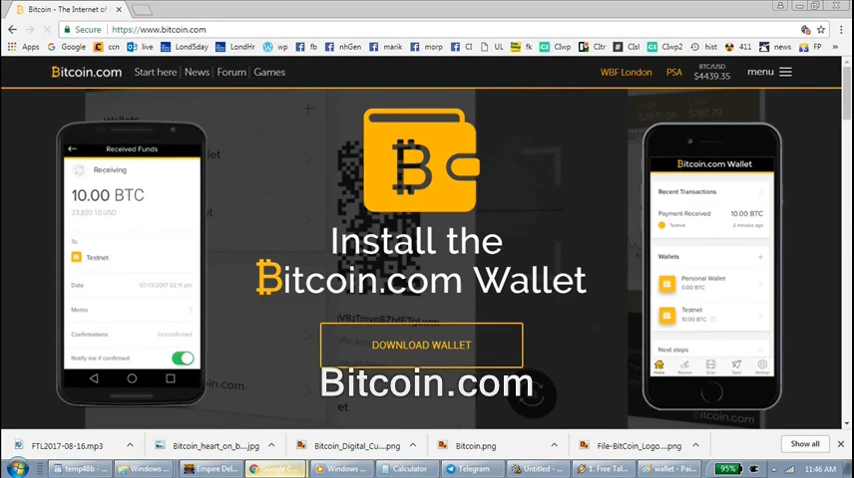 Bitcoin - The Internet of
Secure https://www.bitcoin.com
Apps Google ccn live Lond5day LondHr wp fb nhGen marik morp CI UL fk Clwp Cltr Clsl Clwp2 hist 411 news FP
Bitcoin.com Start here News Forum Games WBF London PSA BTC/USD $4439.35 menu
Received Funds
Receiving
10.00 BTC
23,820.10 USD
To
Testnet
Date 07/13/2017 02:11 pm
Memo
Confirmations Unconfirmed
Notify me if confirmed
Install the
Bitcoin.com Wallet
DOWNLOAD WALLET
Bitcoin.com
Bitcoin.com Wallet
Recent Transactions
Payment Received 10.00 BTC
Testnet 2 minutes ago
Wallets
Personal Wallet
0.00 BTC
Testnet
10.00 BTC
Next steps
Home Receive Scan Send Settings
FTL2017-08-16.mp3 Bitcoin_heart_on_b....jpg Bitcoin_Digital_Cu....png Bitcoin.png File-BitCoin_Logo....png Show all
temp48b Windows ... Empire Del... Google C... Windows ... Calculator Telegram Untitled - ... 1. Free Tal... wallet - Pai... 95% 11:46 AM